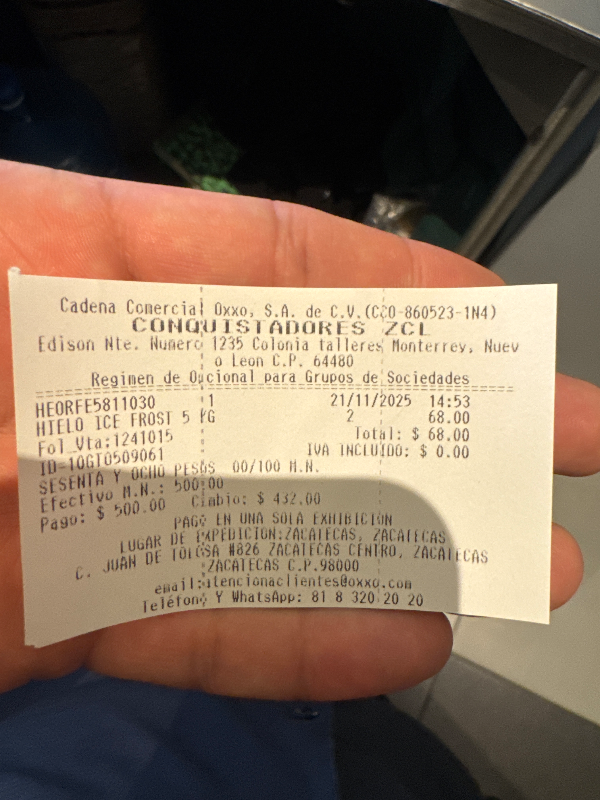 Cadena Comercial Oxxo, S.A. de C.V.(CCO-860523-1N4)
CONQUISTADORES ZCL
Edison Nte. Numero 1235 Colonia talleres Monterrey, Nuev
o Leon C.P. 64480
Regimen de Opcional para Grupos de Sociedades
HEORFE5811030 1 21/11/2025 14:53
HIELO ICE FROST 5 KG 2 68.00
Fol_Vta:1241015 Total: $ 68.00
ID=10GT0509061 IVA INCLUIDO: $ 0.00
SESENTA Y OCHO PESOS 00/100 M.N.
Efectivo M.N.: 500.00
Pago: $ 500.00 Cambio: $ 432.00
PAGO EN UNA SOLA EXHIBICION
LUGAR DE EXPEDICION:ZACATECAS, ZACATECAS
C. JUAN DE TOLOSA #826 ZACATECAS CENTRO, ZACATECAS
ZACATECAS C.P.98000
email:atencionaclientes@oxxo.com
Teléfono Y WhatsApp: 81 8 320 20 20